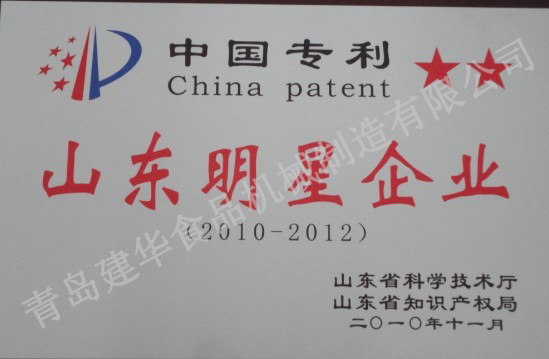 中国专利
China patent
山东明星企业
(2010-2012)
山东省科学技术厅
山东省知识产权局
二〇一〇年十一月
青岛建华食品机械制造有限公司